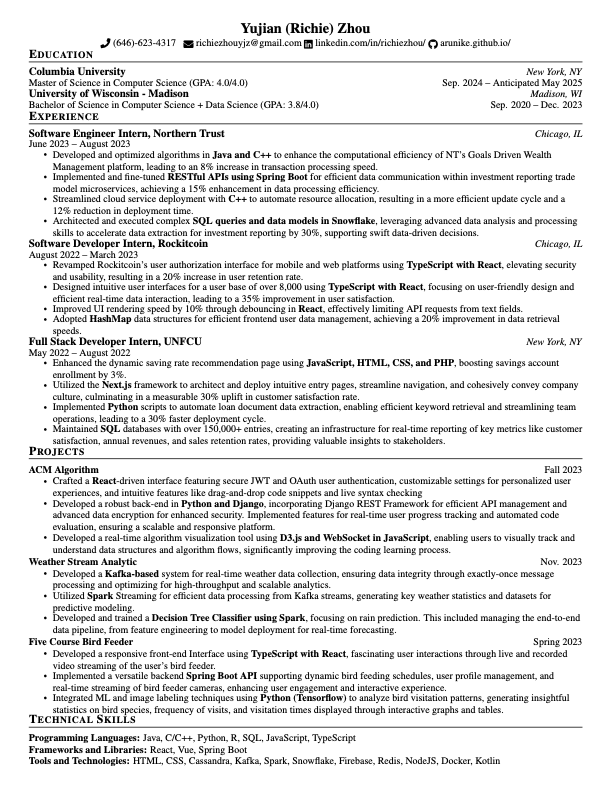 Yujian (Richie) Zhou
(646)-623-4317 richiezhouyjz@gmail.com linkedin.com/in/richiezhou/ arunike.github.io/
Education
Columbia University New York, NY
Master of Science in Computer Science (GPA: 4.0/4.0) Sep. 2024 – Anticipated May 2025
University of Wisconsin - Madison Madison, WI
Bachelor of Science in Computer Science + Data Science (GPA: 3.8/4.0) Sep. 2020 – Dec. 2023
Experience
Software Engineer Intern, Northern Trust Chicago, IL
June 2023 – August 2023
• Developed and optimized algorithms in Java and C++ to enhance the computational efficiency of NT's Goals Driven Wealth
Management platform, leading to an 8% increase in transaction processing speed.
• Implemented and fine-tuned RESTful APIs using Spring Boot for efficient data communication within investment reporting trade
model microservices, achieving a 15% enhancement in data processing efficiency.
• Streamlined cloud service deployment with C++ to automate resource allocation, resulting in a more efficient update cycle and a
12% reduction in deployment time.
• Architected and executed complex SQL queries and data models in Snowflake, leveraging advanced data analysis and processing
skills to accelerate data extraction for investment reporting by 30%, supporting swift data-driven decisions.
Software Developer Intern, Rockitcoin Chicago, IL
August 2022 – March 2023
• Revamped Rockitcoin's user authorization interface for mobile and web platforms using TypeScript with React, elevating security
and usability, resulting in a 20% increase in user retention rate.
• Designed intuitive user interfaces for a user base of over 8,000 using TypeScript with React, focusing on user-friendly design and
efficient real-time data interaction, leading to a 35% improvement in user satisfaction.
• Improved UI rendering speed by 10% through debouncing in React, effectively limiting API requests from text fields.
• Adopted HashMap data structures for efficient frontend user data management, achieving a 20% improvement in data retrieval
speeds.
Full Stack Developer Intern, UNFCU New York, NY
May 2022 – August 2022
• Enhanced the dynamic saving rate recommendation page using JavaScript, HTML, CSS, and PHP, boosting savings account
enrollment by 3%.
• Utilized the Next.js framework to architect and deploy intuitive entry pages, streamline navigation, and cohesively convey company
culture, culminating in a measurable 30% uplift in customer satisfaction rate.
• Implemented Python scripts to automate loan document data extraction, enabling efficient keyword retrieval and streamlining team
operations, leading to a 30% faster deployment cycle.
• Maintained SQL databases with over 150,000+ entries, creating an infrastructure for real-time reporting of key metrics like customer
satisfaction, annual revenues, and sales retention rates, providing valuable insights to stakeholders.
Projects
ACM Algorithm Fall 2023
• Crafted a React-driven interface featuring secure JWT and OAuth user authentication, customizable settings for personalized user
experiences, and intuitive features like drag-and-drop code snippets and live syntax checking
• Developed a robust back-end in Python and Django, incorporating Django REST Framework for efficient API management and
advanced data encryption for enhanced security. Implemented features for real-time user progress tracking and automated code
evaluation, ensuring a scalable and responsive platform.
• Developed a real-time algorithm visualization tool using D3.js and WebSocket in JavaScript, enabling users to visually track and
understand data structures and algorithm flows, significantly improving the coding learning process.
Weather Stream Analytic Nov. 2023
• Developed a Kafka-based system for real-time weather data collection, ensuring data integrity through exactly-once message
processing and optimizing for high-throughput and scalable analytics.
• Utilized Spark Streaming for efficient data processing from Kafka streams, generating key weather statistics and datasets for
predictive modeling.
• Developed and trained a Decision Tree Classifier using Spark, focusing on rain prediction. This included managing the end-to-end
data pipeline, from feature engineering to model deployment for real-time forecasting.
Five Course Bird Feeder Spring 2023
• Developed a responsive front-end Interface using TypeScript with React, fascinating user interactions through live and recorded
video streaming of the user's bird feeder.
• Implemented a versatile backend Spring Boot API supporting dynamic bird feeding schedules, user profile management, and
real-time streaming of bird feeder cameras, enhancing user engagement and interactive experience.
• Integrated ML and image labeling techniques using Python (Tensorflow) to analyze bird visitation patterns, generating insightful
statistics on bird species, frequency of visits, and visitation times displayed through interactive graphs and tables.
Technical Skills
Programming Languages: Java, C/C++, Python, R, SQL, JavaScript, TypeScript
Frameworks and Libraries: React, Vue, Spring Boot
Tools and Technologies: HTML, CSS, Cassandra, Kafka, Spark, Snowflake, Firebase, Redis, NodeJS, Docker, Kotlin